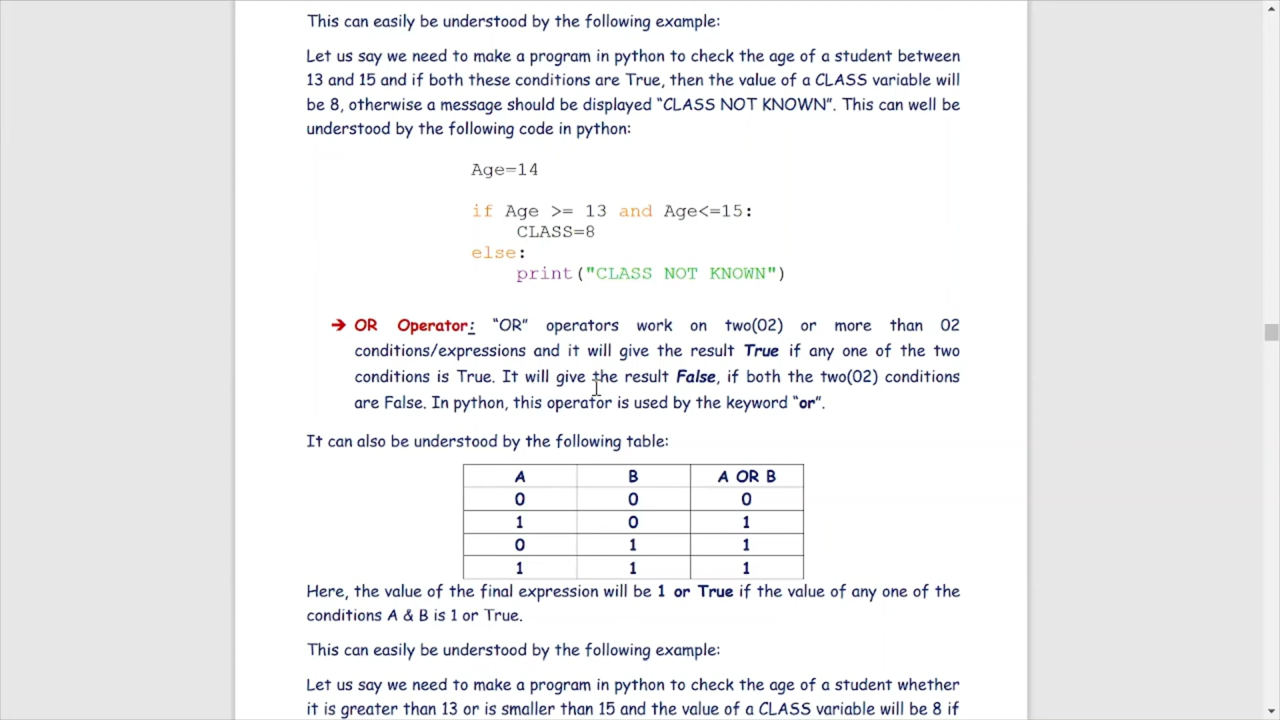 This can easily be understood by the following example:
Let us say we need to make a program in python to check the age of a student between
13 and 15 and if both these conditions are True, then the value of a CLASS variable will
be 8, otherwise a message should be displayed “CLASS NOT KNOWN”. This can well be
understood by the following code in python:
Age=14
if Age >= 13 and Age<=15:
CLASS=8
else:
print("CLASS NOT KNOWN")
➔ OR Operator: “OR” operators work on two(02) or more than 02
conditions/expressions and it will give the result True if any one of the two
conditions is True. It will give the result False, if both the two(02) conditions
are False. In python, this operator is used by the keyword “or”.
It can also be understood by the following table:
A B A OR B
0 0 0
1 0 1
0 1 1
1 1 1
Here, the value of the final expression will be 1 or True if the value of any one of the
conditions A & B is 1 or True.
This can easily be understood by the following example:
Let us say we need to make a program in python to check the age of a student whether
it is greater than 13 or is smaller than 15 and the value of a CLASS variable will be 8 if